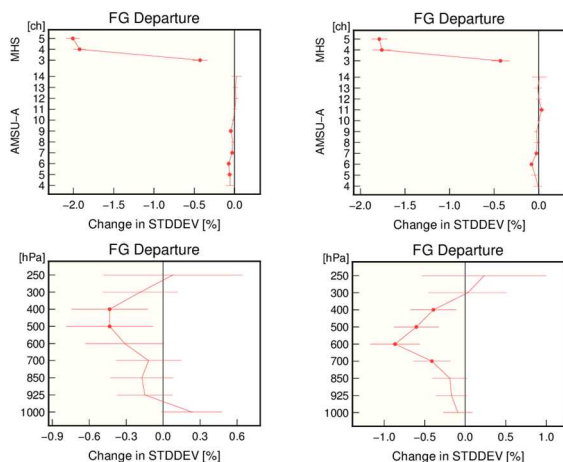 FG Departure
[ch]
MHS
5
4
3
AMSU-A
14
13
12
11
9
8
7
6
5
4
−2.0 −1.5 −1.0 −0.5 0.0
Change in STDDEV [%]
FG Departure
[ch]
MHS
5
4
3
AMSU-A
14
13
12
11
9
8
7
6
5
4
−2.0 −1.5 −1.0 −0.5 0.0
Change in STDDEV [%]
FG Departure
[hPa]
250
300
400
500
600
700
850
925
1000
−0.9 −0.6 −0.3 0.0 0.3 0.6
Change in STDDEV [%]
FG Departure
[hPa]
250
300
400
500
600
700
850
925
1000
−1.0 −0.5 0.0 0.5 1.0
Change in STDDEV [%]